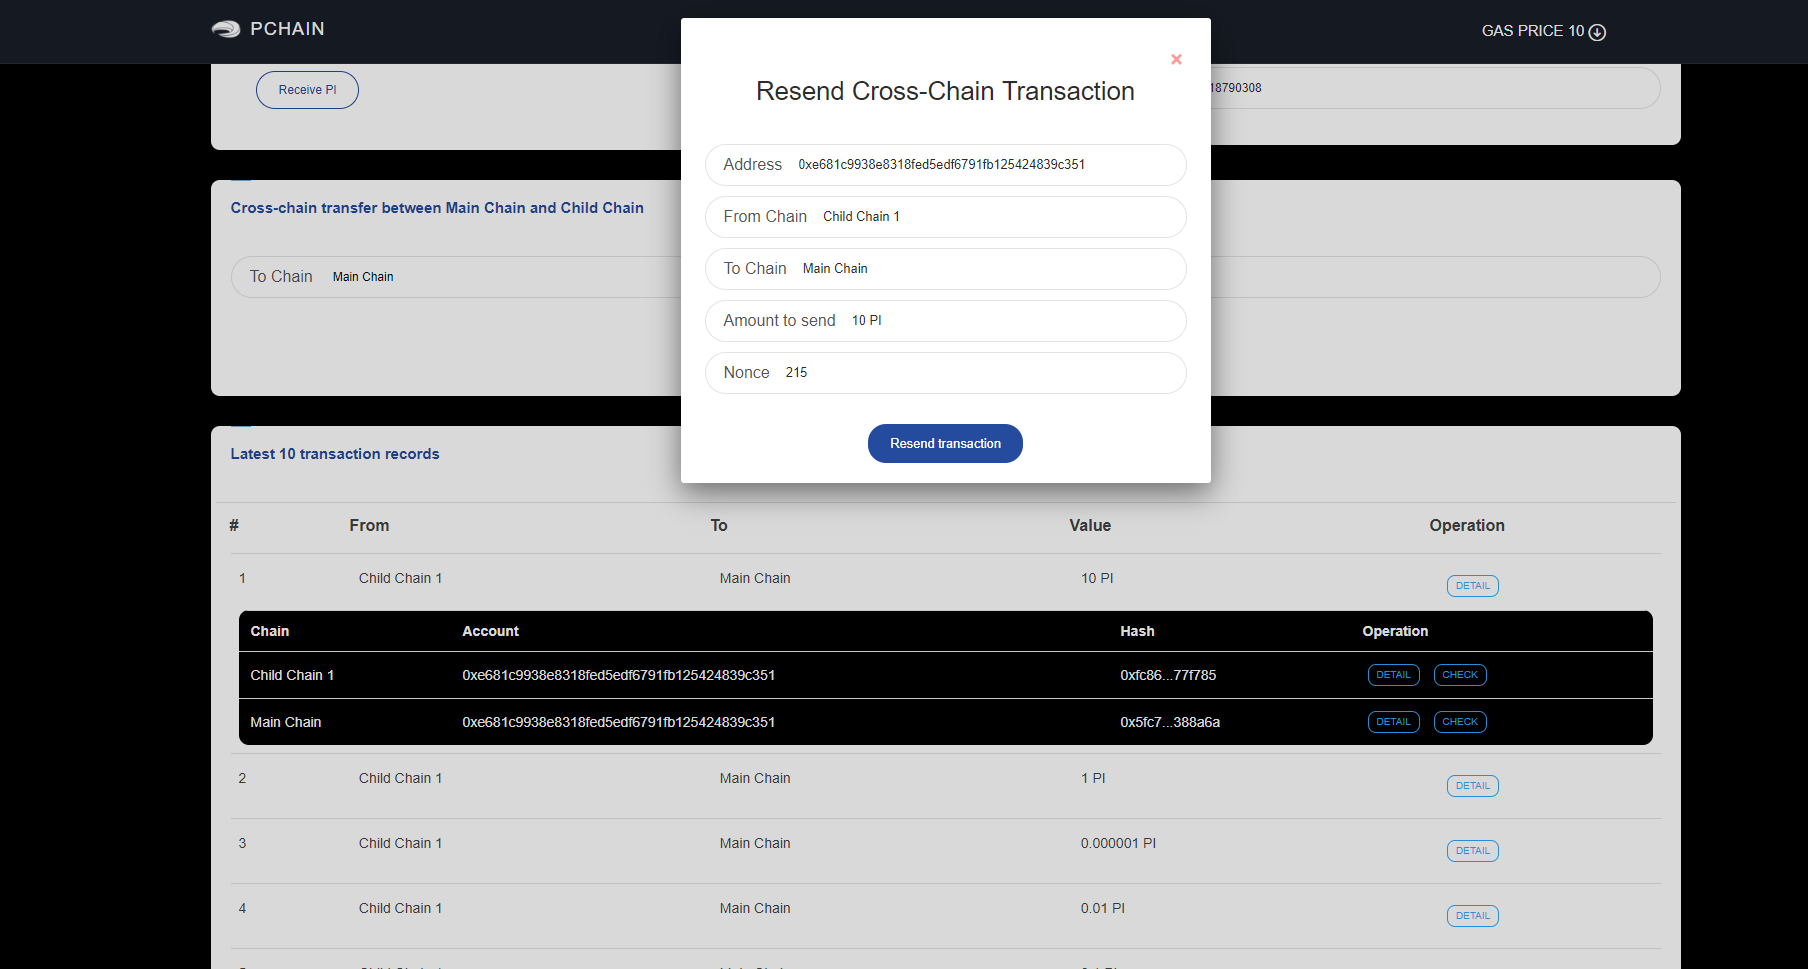 PCHAIN
GAS PRICE 10
Receive PI
18790308
Resend Cross-Chain Transaction
Address 0xe681c9938e8318fed5edf6791fb125424839c351
From Chain Child Chain 1
To Chain Main Chain
Amount to send 10 PI
Nonce 215
Resend transaction
Cross-chain transfer between Main Chain and Child Chain
To Chain Main Chain
Latest 10 transaction records
# From To Value Operation
1 Child Chain 1 Main Chain 10 PI DETAIL
Chain Account Hash Operation
Child Chain 1 0xe681c9938e8318fed5edf6791fb125424839c351 0xfc86...77f785 DETAIL CHECK
Main Chain 0xe681c9938e8318fed5edf6791fb125424839c351 0x5fc7...388a6a DETAIL CHECK
2 Child Chain 1 Main Chain 1 PI DETAIL
3 Child Chain 1 Main Chain 0.000001 PI DETAIL
4 Child Chain 1 Main Chain 0.01 PI DETAIL